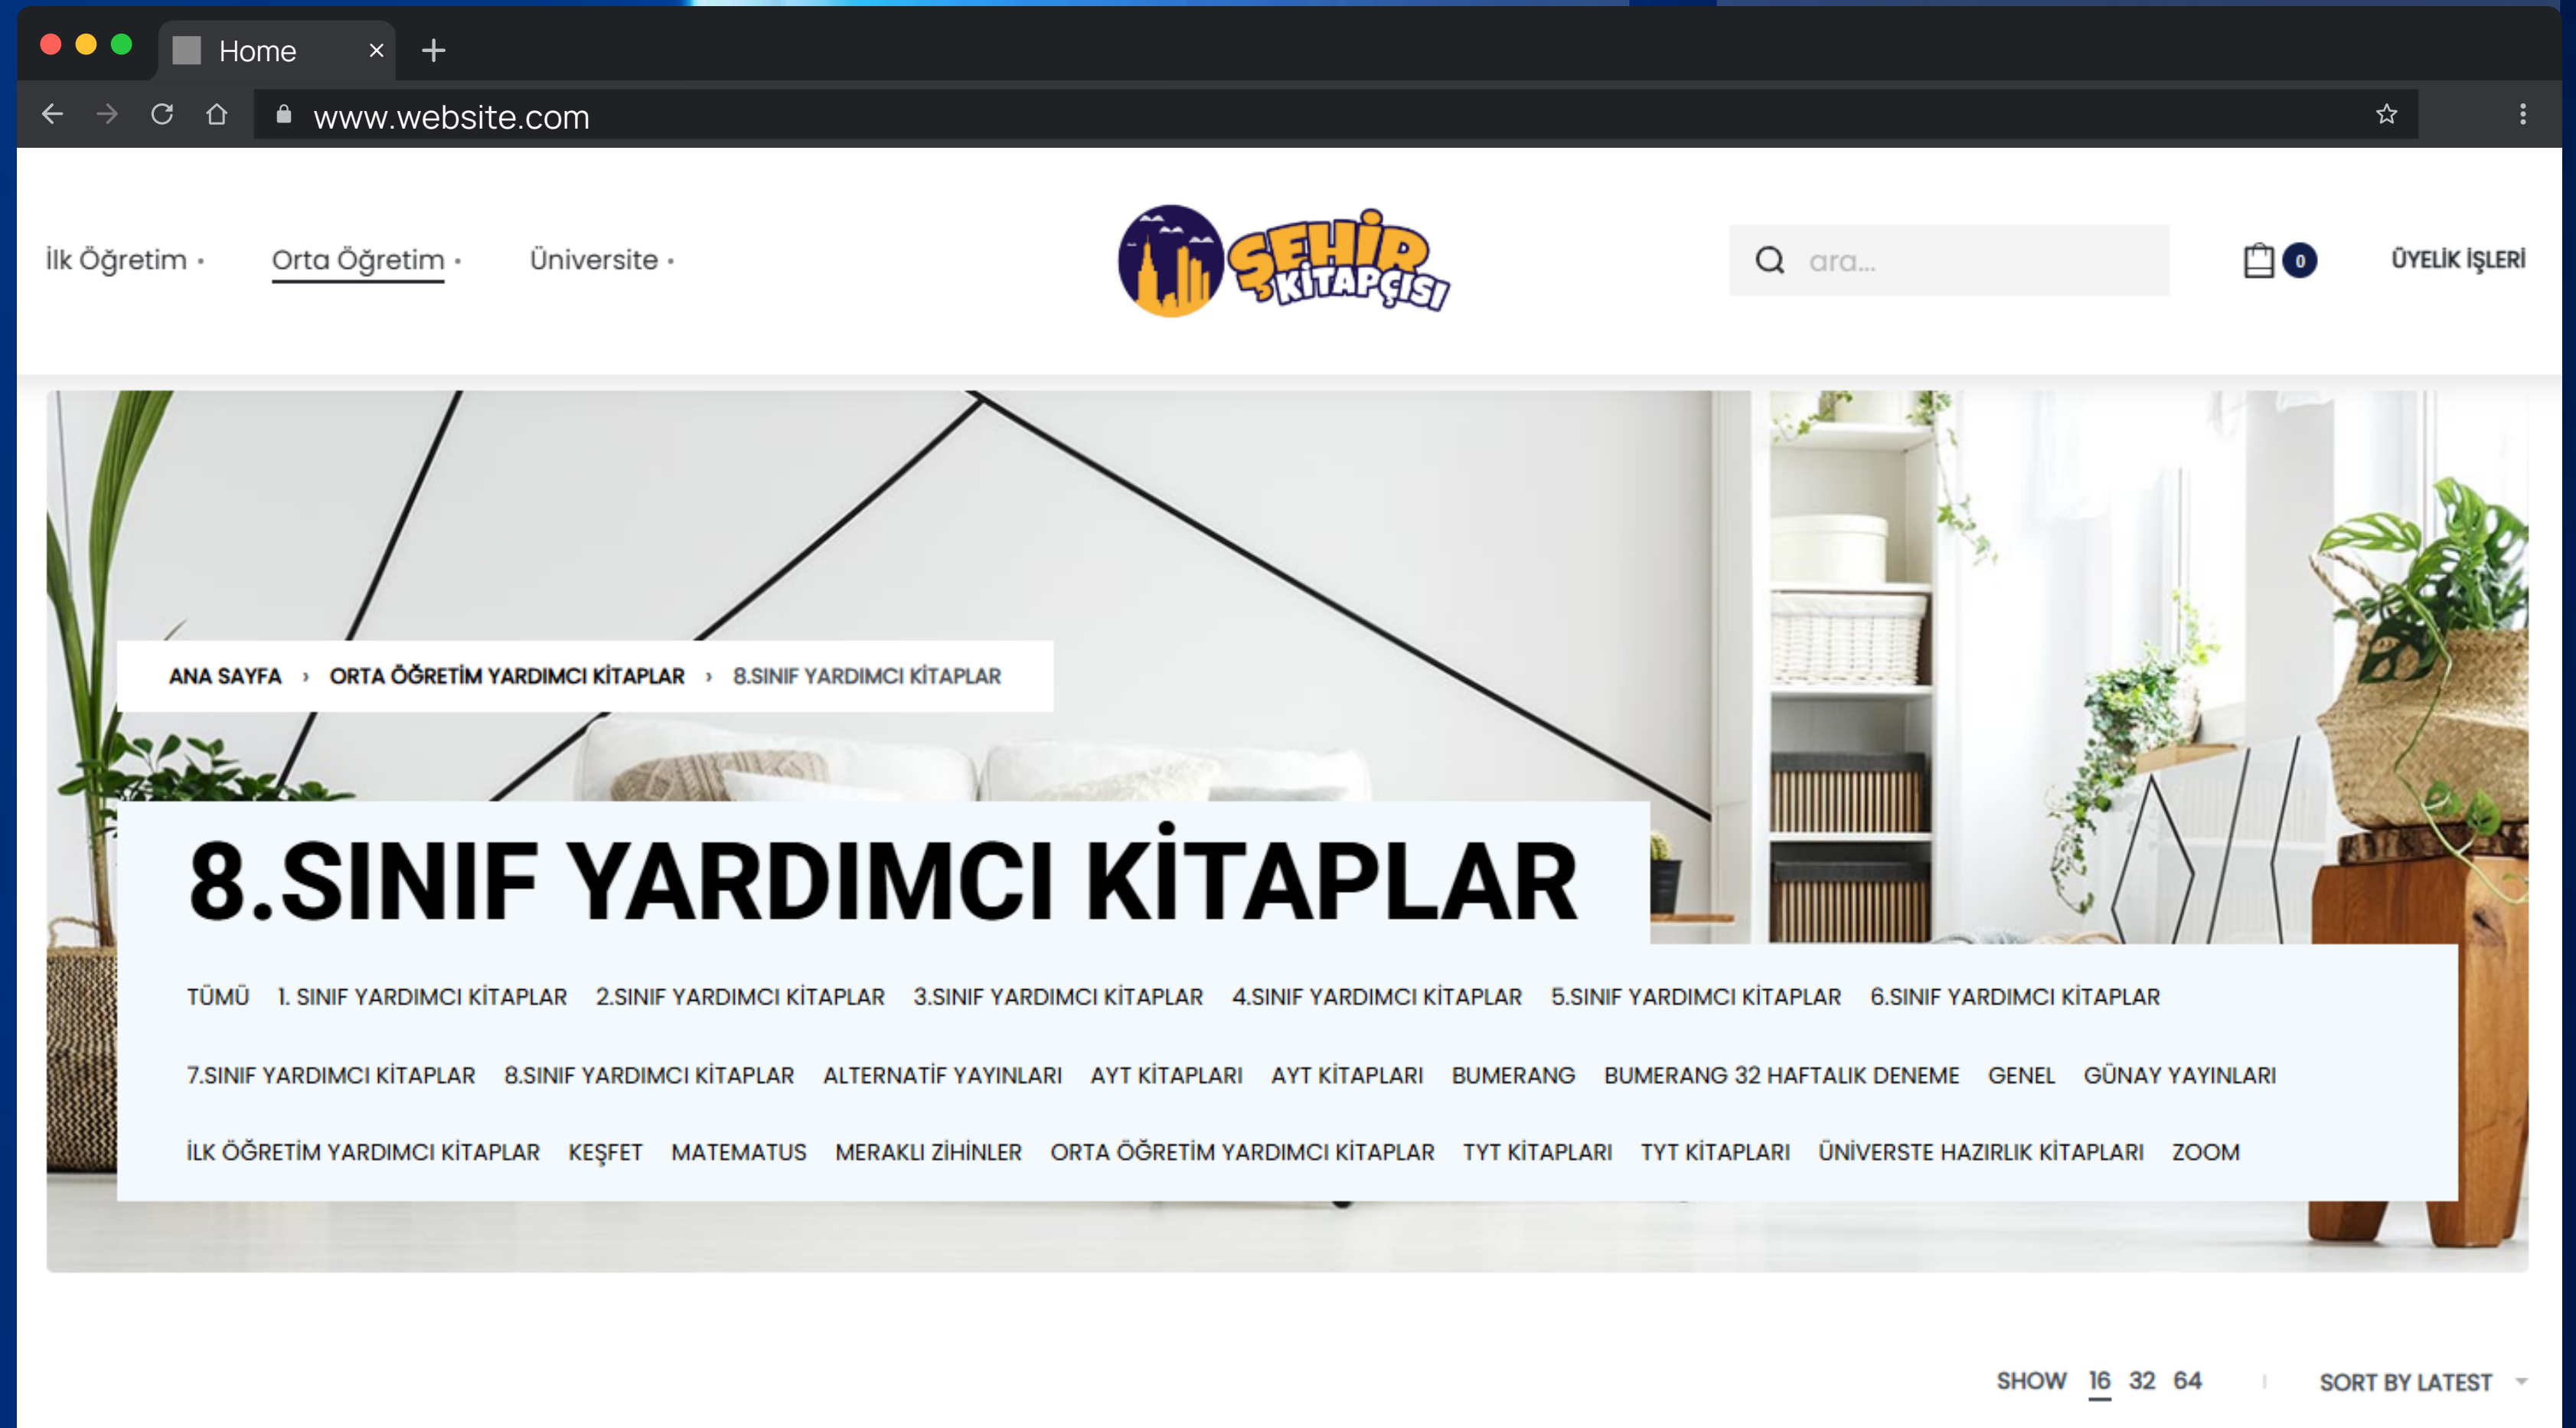 Home
www.website.com
İlk Öğretim Orta Öğretim Üniversite
ŞEHİR
KİTAPÇISI
ara...
0
ÜYELİK İŞLERİ
ANA SAYFA › ORTA ÖĞRETİM YARDIMCI KİTAPLAR › 8.SINIF YARDIMCI KİTAPLAR
8.SINIF YARDIMCI KİTAPLAR
TÜMÜ 1. SINIF YARDIMCI KİTAPLAR 2.SINIF YARDIMCI KİTAPLAR 3.SINIF YARDIMCI KİTAPLAR 4.SINIF YARDIMCI KİTAPLAR 5.SINIF YARDIMCI KİTAPLAR 6.SINIF YARDIMCI KİTAPLAR
7.SINIF YARDIMCI KİTAPLAR 8.SINIF YARDIMCI KİTAPLAR ALTERNATİF YAYINLARI AYT KİTAPLARI AYT KİTAPLARI BUMERANG BUMERANG 32 HAFTALIK DENEME GENEL GÜNAY YAYINLARI
İLK ÖĞRETİM YARDIMCI KİTAPLAR KEŞFET MATEMATUS MERAKLI ZİHİNLER ORTA ÖĞRETİM YARDIMCI KİTAPLAR TYT KİTAPLARI TYT KİTAPLARI ÜNİVERSTE HAZIRLIK KİTAPLARI ZOOM
SHOW 16 32 64 | SORT BY LATEST